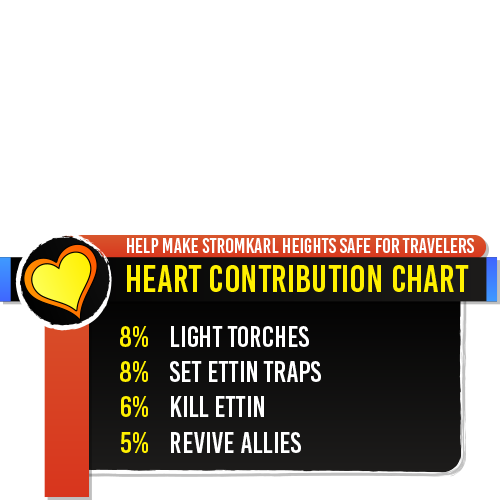 HELP MAKE STROMKARL HEIGHTS SAFE FOR TRAVELERS
HEART CONTRIBUTION CHART
8% LIGHT TORCHES
8% SET ETTIN TRAPS
6% KILL ETTIN
5% REVIVE ALLIES